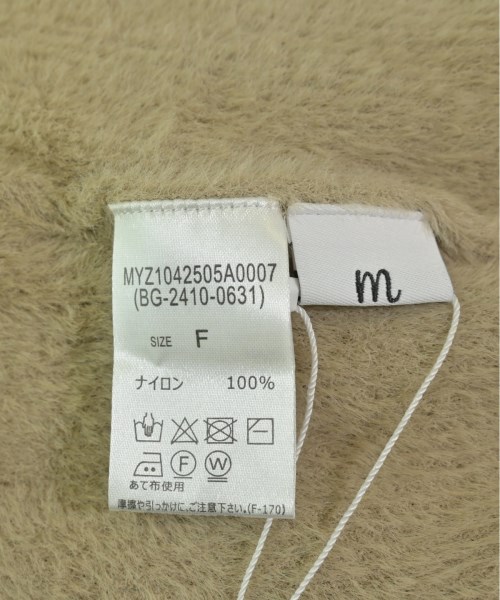 MYZ1042505A0007
(BG-2410-0631)
SIZE F
ナイロン 100%
F W
あて布使用
摩擦や引っかけに、ご注意下さい。(F-170)
m